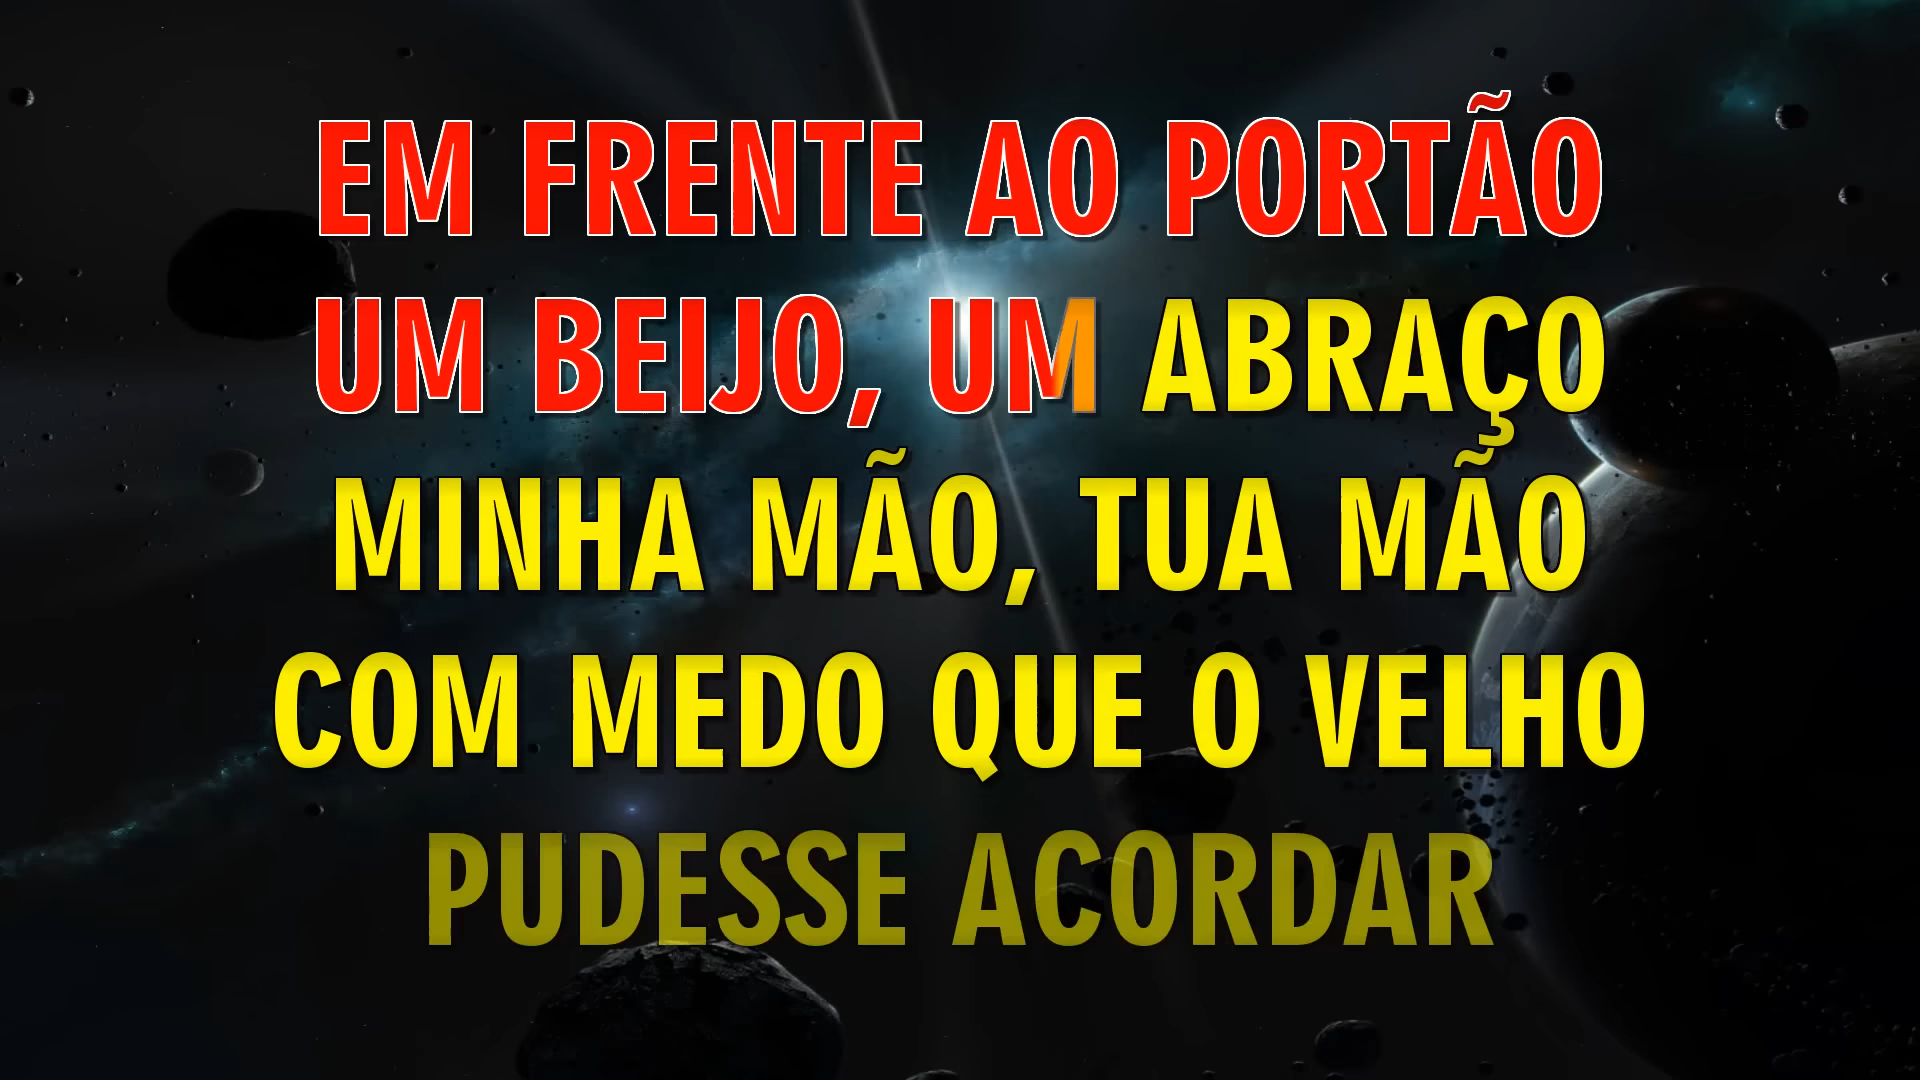 EM FRENTE AO PORTÃO
UM BEIJO, UM ABRAÇO
MINHA MÃO, TUA MÃO
COM MEDO QUE O VELHO
PUDESSE ACORDAR